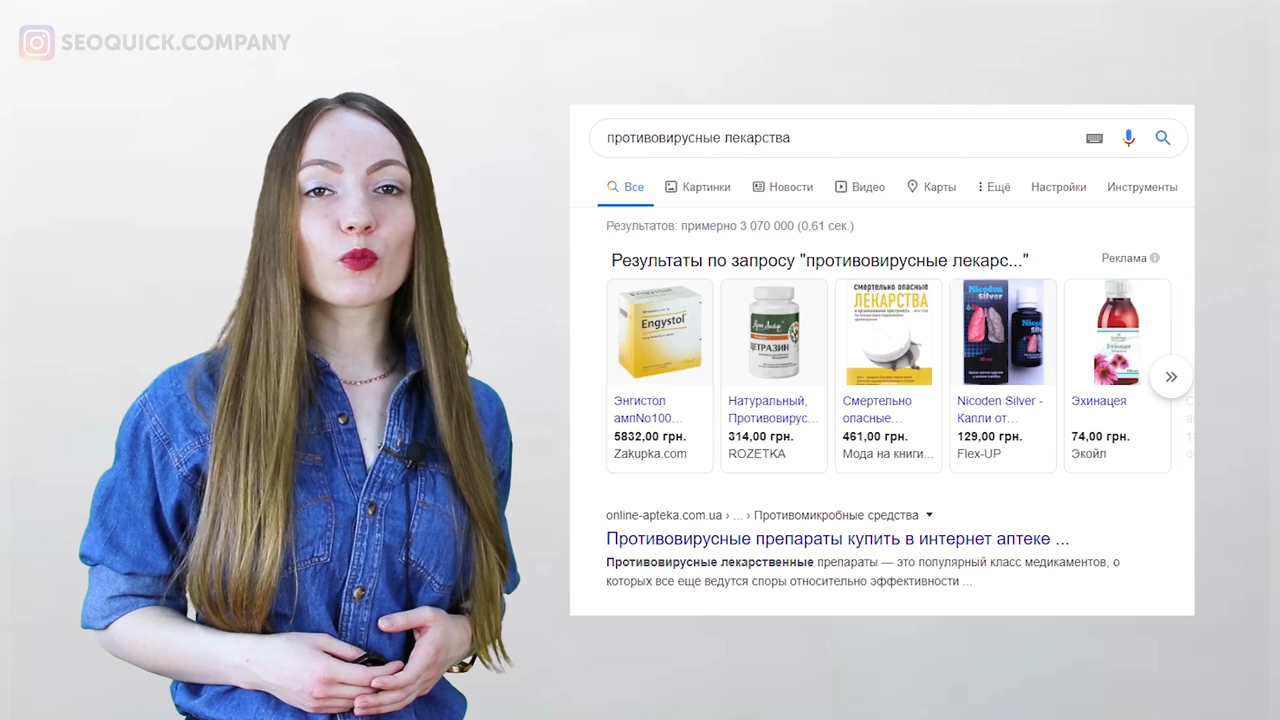 SEOQUICK.COMPANY
противовирусные лекарства
Все Картинки Новости Видео Карты Ещё Настройки Инструменты
Результатов: примерно 3 070 000 (0,61 сек.)
Результаты по запросу "противовирусные лекарс..." Реклама
Engystol
ЦЕТРАЗИН
смертельно опасные
ЛЕКАРСТВА
Nicoden
Silver
Энгистол
ампNo100...
5832,00 грн.
Zakupka.com
Натуральный,
Противовирус...
314,00 грн.
ROZETKA
Смертельно
опасные...
461,00 грн.
Мода на книги...
Nicoden Silver -
Капли от...
129,00 грн.
Flex-UP
Эхинацея
74,00 грн.
Экойл
online-apteka.com.ua › ... › Противомикробные средства
Противовирусные препараты купить в интернет аптеке ...
Противовирусные лекарственные препараты — это популярный класс медикаментов, о
которых все еще ведутся споры относительно эффективности ...